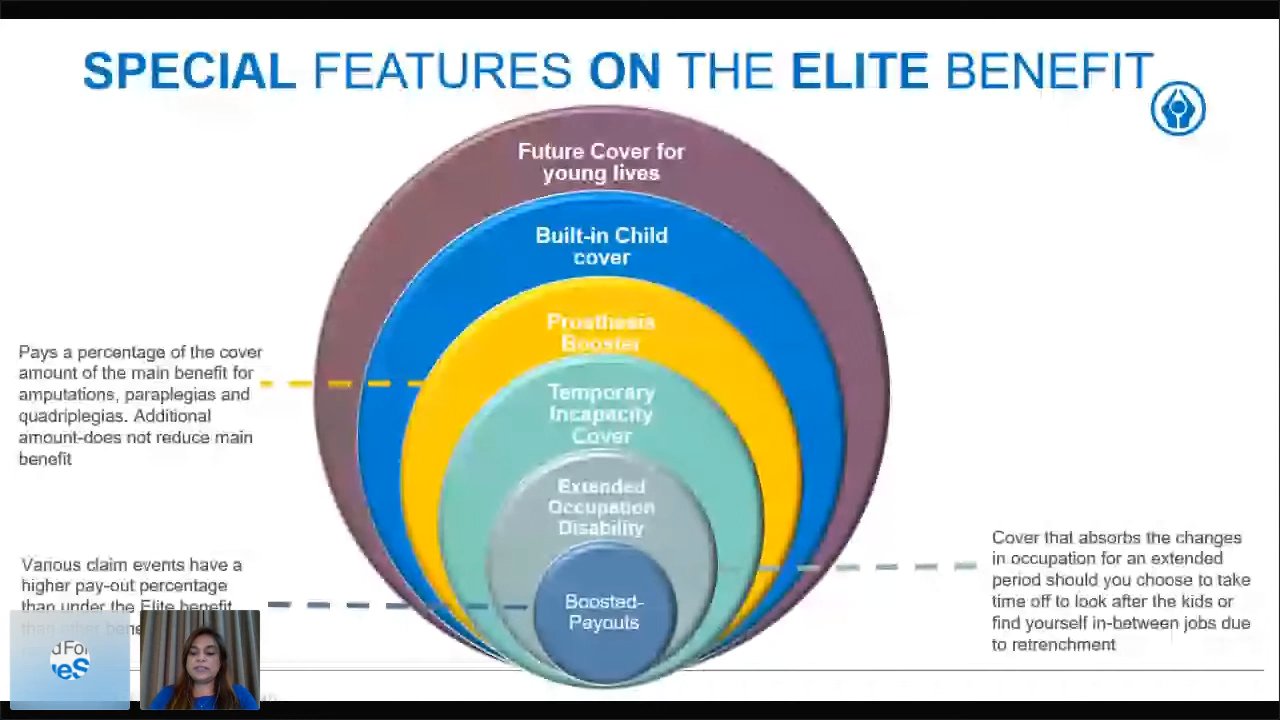 SPECIAL FEATURES ON THE ELITE BENEFIT
Future Cover for
young lives
Built-in Child
cover
Prosthesis
Booster
Temporary
Incapacity
Cover
Extended
Occupation
Disability
Boosted-
Payouts
Pays a percentage of the cover
amount of the main benefit for
amputations, paraplegias and
quadriplegias. Additional
amount-does not reduce main
benefit
Various claim events have a
higher pay-out percentage
than under the Elite benefit
Cover that absorbs the changes
in occupation for an extended
period should you choose to take
time off to look after the kids or
find yourself in-between jobs due
to retrenchment